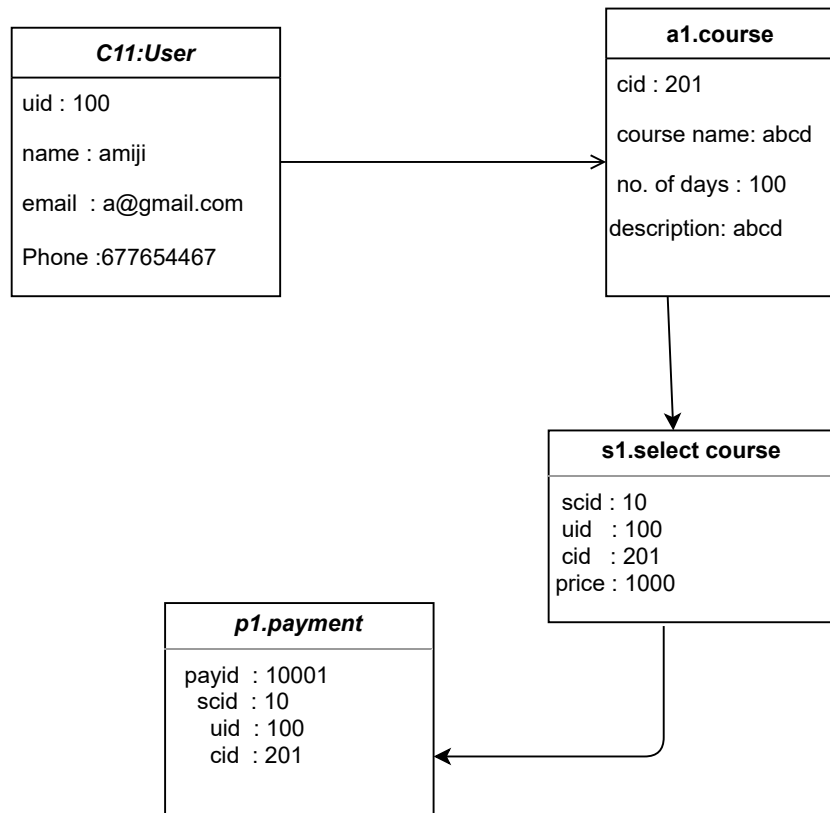 C11:User
uid : 100
name : amiji
email  : a@gmail.com
Phone :677654467
a1.course
cid : 201
course name: abcd
no. of days : 100
description: abcd
s1.select course
scid : 10
uid   : 100
cid   : 201
price : 1000
p1.payment
payid  : 10001
scid  : 10
uid  : 100
cid  : 201